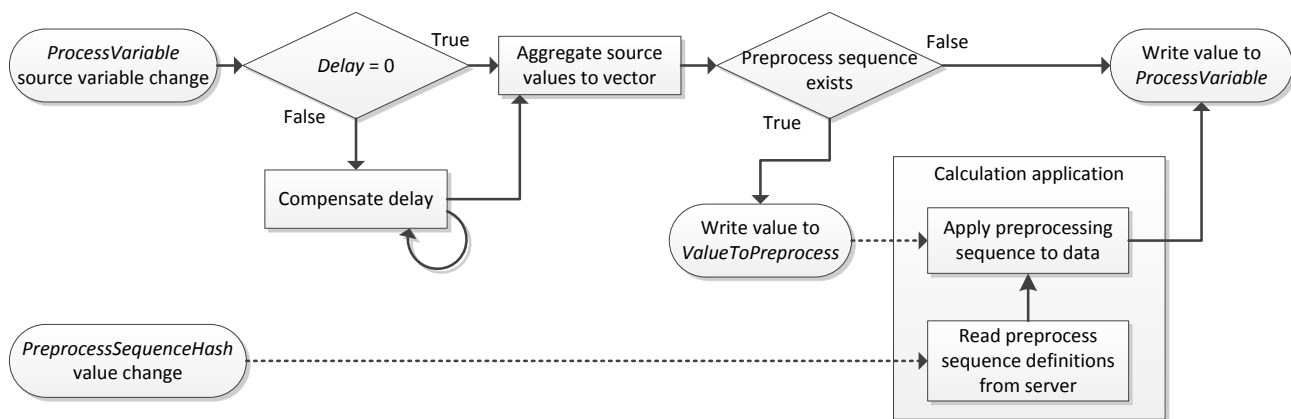 ProcessVariable
source variable change
Delay = 0
True
False
Compensate delay
Aggregate source
values to vector
Preprocess sequence
exists
False
True
Write value to
ProcessVariable
Write value to
ValueToPreprocess
Calculation application
Apply preprocessing
sequence to data
PreprocessSequenceHash
value change
Read preprocess
sequence definitions
from server